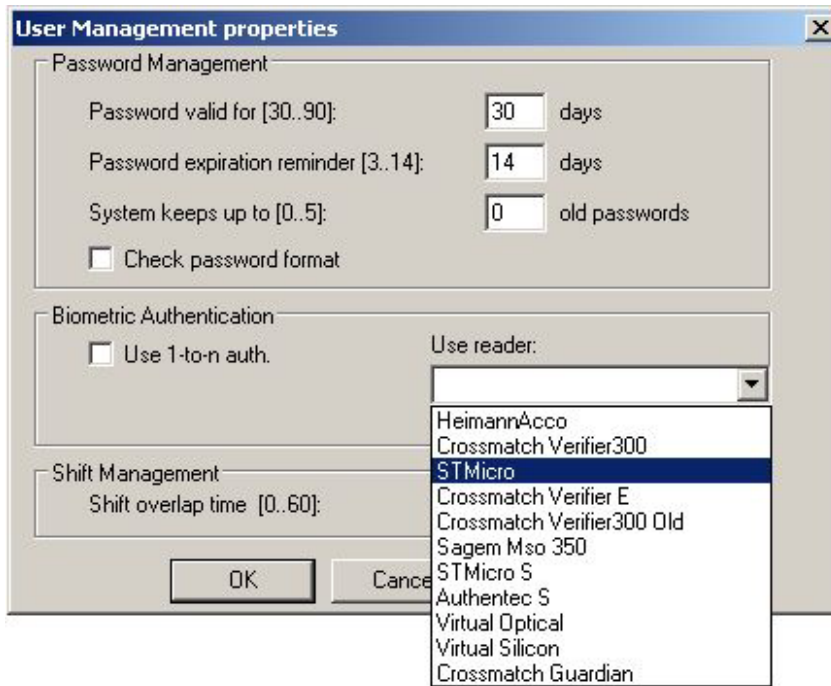 User Management properties
Password Management
Password valid for [30..90]: 30 days
Password expiration reminder [3..14]: 14 days
System keeps up to [0..5]: 0 old passwords
Check password format
Biometric Authentication
Use 1-to-n auth.
Use reader:
HeimannAcco
Crossmatch Verifier300
STMicro
Crossmatch Verifier E
Crossmatch Verifier300 Old
Sagem Mso 350
STMicro S
Authentec S
Virtual Optical
Virtual Silicon
Crossmatch Guardian
Shift Management
Shift overlap time [0..60]:
OK
Cance